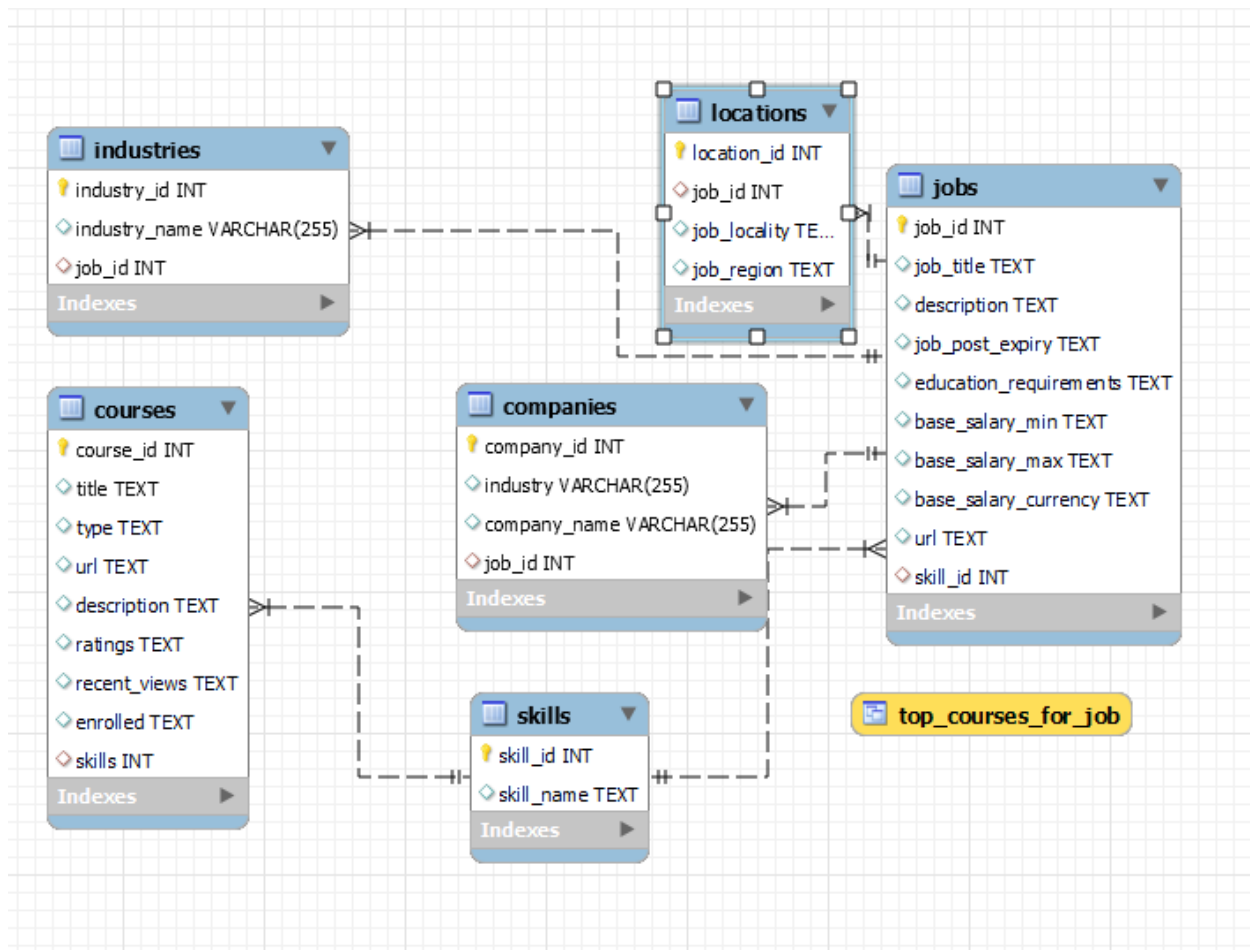 industries
industry_id INT
industry_name VARCHAR(255)
job_id INT
Indexes
locations
location_id INT
job_id INT
job_locality TE...
job_region TEXT
Indexes
jobs
job_id INT
job_title TEXT
description TEXT
job_post_expiry TEXT
education_requirements TEXT
base_salary_min TEXT
base_salary_max TEXT
base_salary_currency TEXT
url TEXT
skill_id INT
Indexes
courses
course_id INT
title TEXT
type TEXT
url TEXT
description TEXT
ratings TEXT
recent_views TEXT
enrolled TEXT
skills INT
Indexes
companies
company_id INT
industry VARCHAR(255)
company_name VARCHAR(255)
job_id INT
Indexes
skills
skill_id INT
skill_name TEXT
Indexes
top_courses_for_job